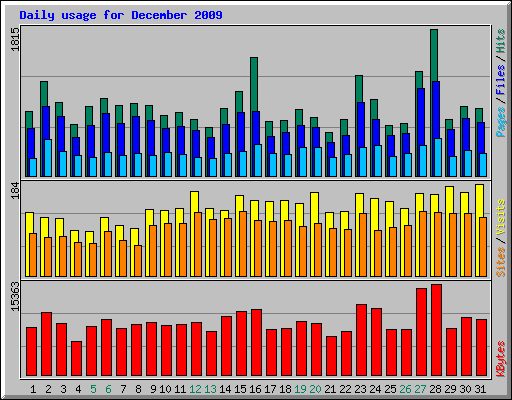 Daily usage for December 2009
1815
Pages / Files / Hits
184
Sites / Visits
15363
KBytes
1 2 3 4 5 6 7 8 9 10 11 12 13 14 15 16 17 18 19 20 21 22 23 24 25 26 27 28 29 30 31